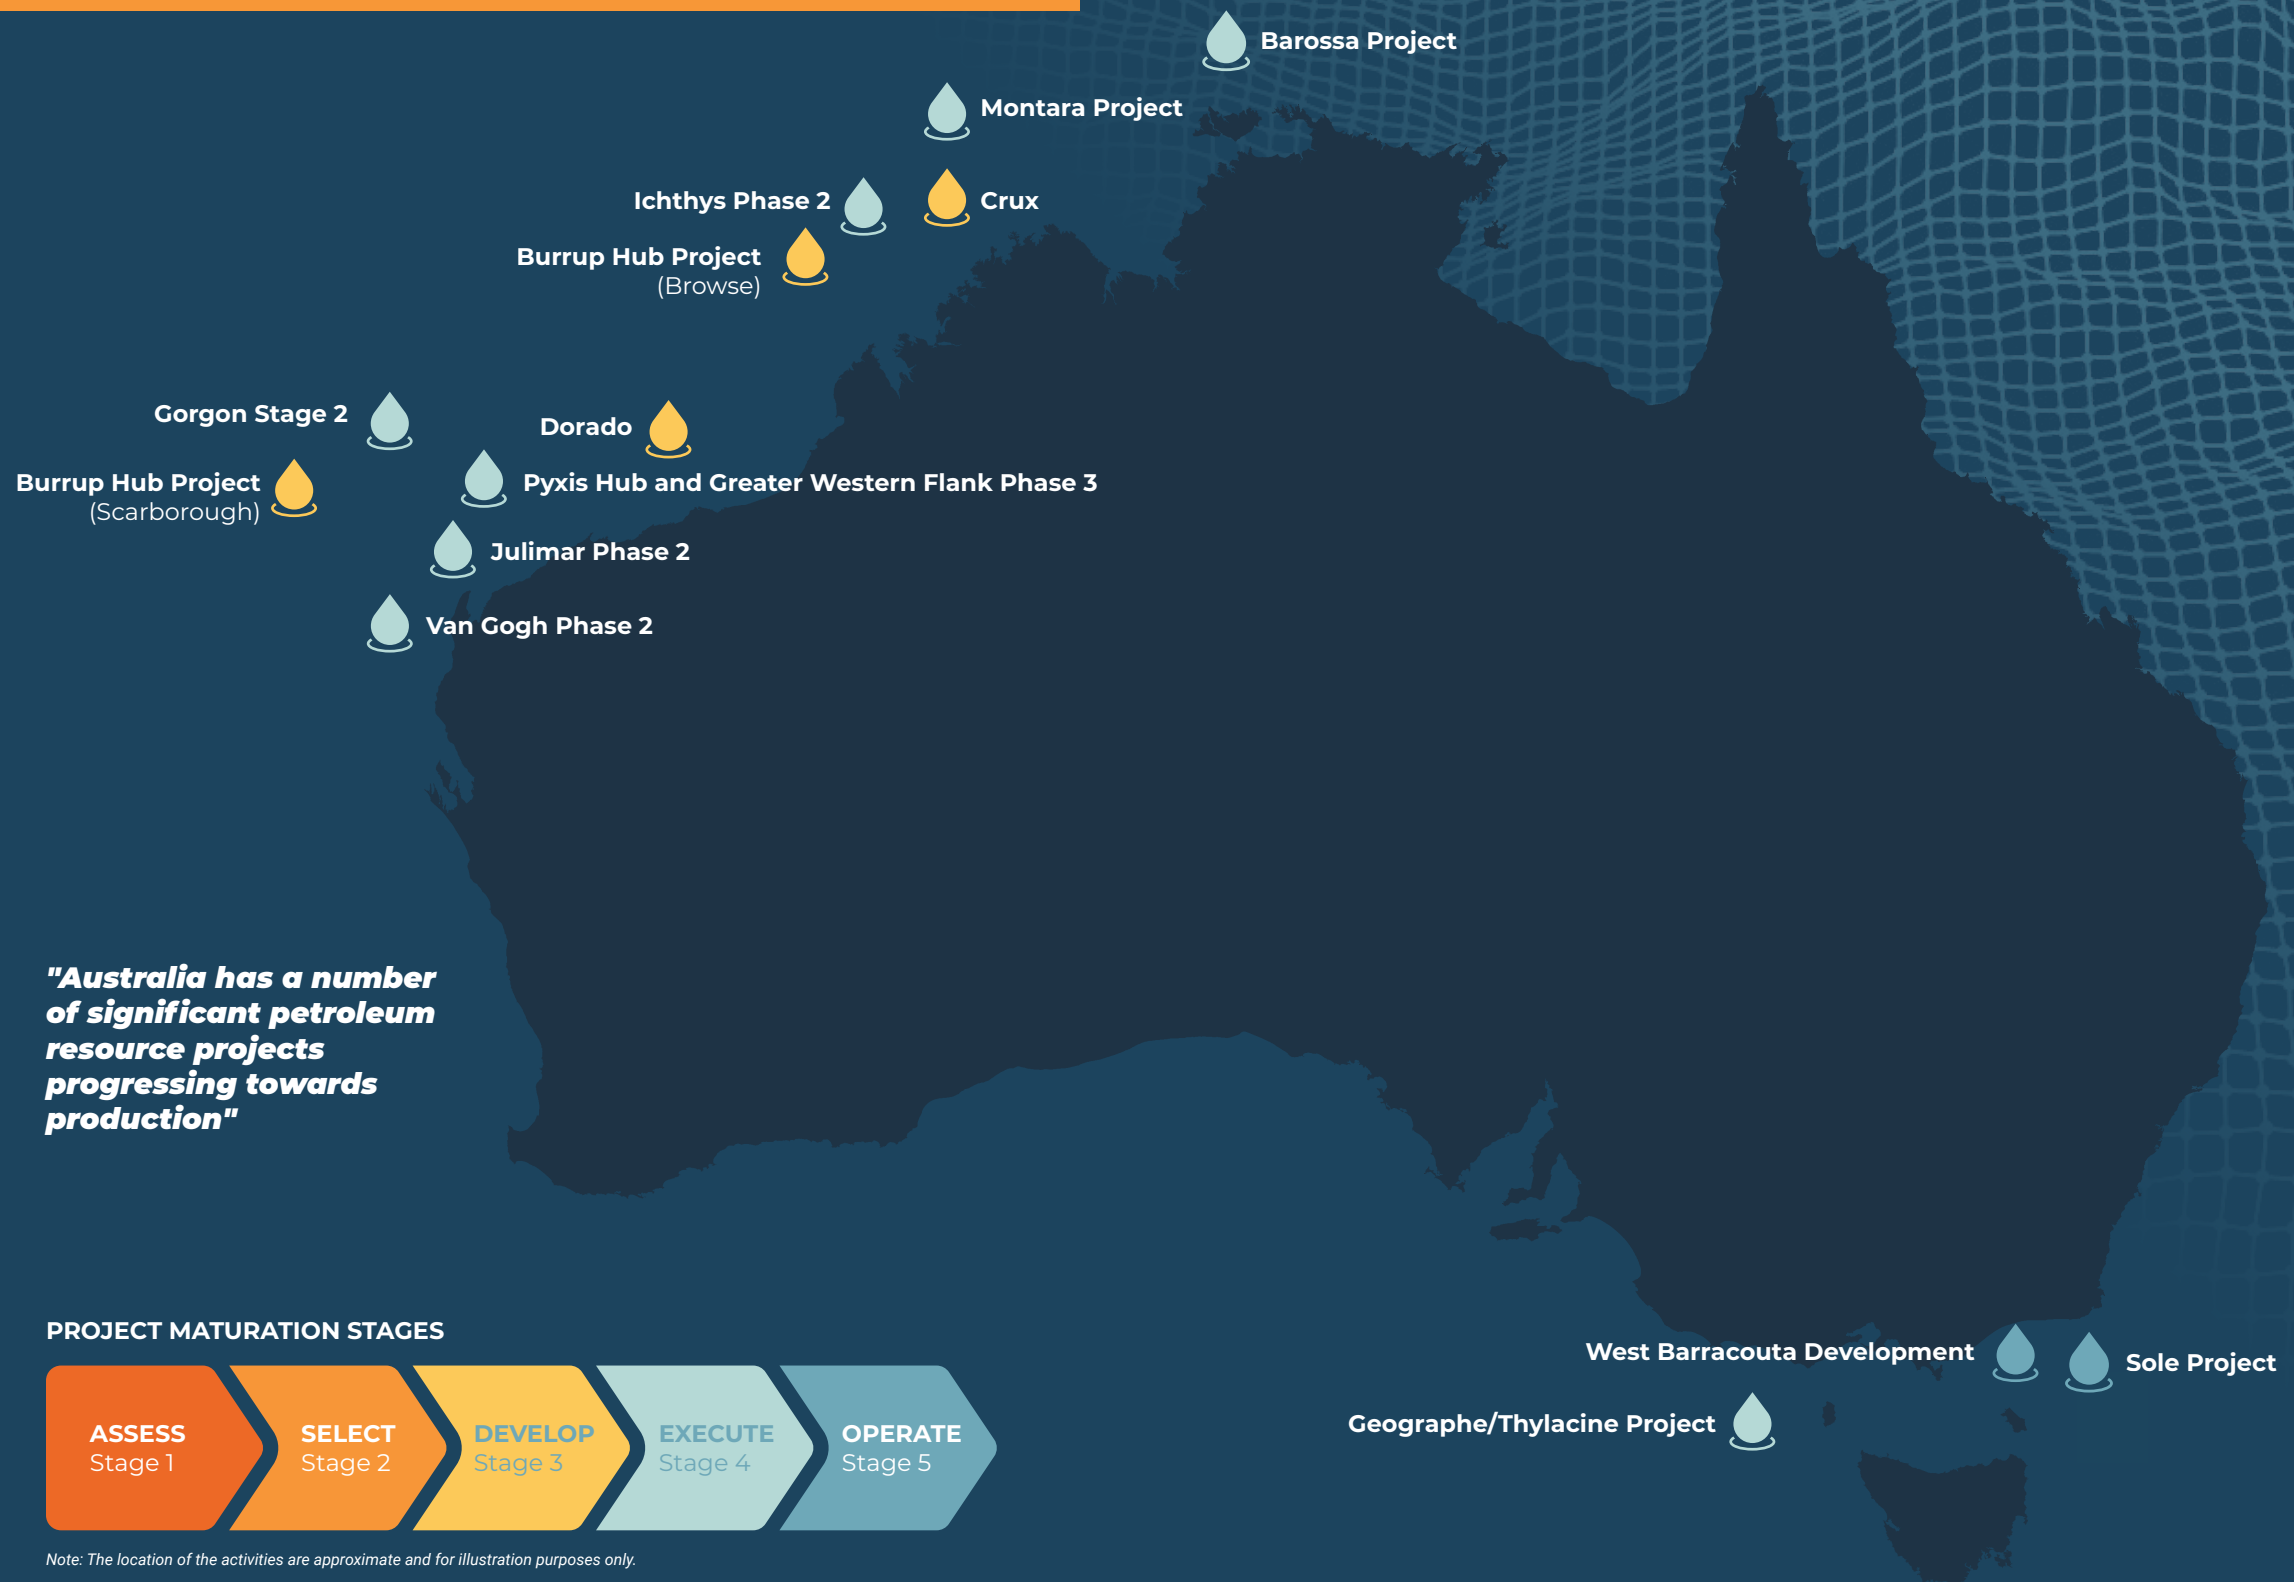 Barossa Project
Montara Project
Ichthys Phase 2
Crux
Burrup Hub Project
(Browse)
Gorgon Stage 2
Dorado
Burrup Hub Project
(Scarborough)
Pyxis Hub and Greater Western Flank Phase 3
Julimar Phase 2
Van Gogh Phase 2
"Australia has a number
of significant petroleum
resource projects
progressing towards
production"
West Barracouta Development
Sole Project
Geographe/Thylacine Project
PROJECT MATURATION STAGES
ASSESS
Stage 1
SELECT
Stage 2
DEVELOP
Stage 3
EXECUTE
Stage 4
OPERATE
Stage 5
Note: The location of the activities are approximate and for illustration purposes only.